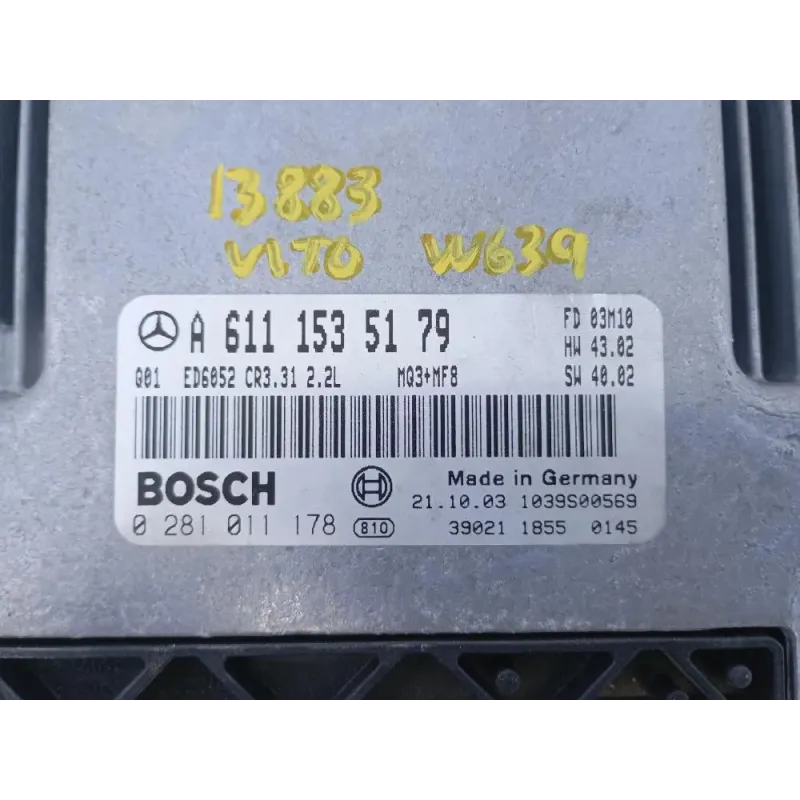 13883
VITO W639
A 611 153 51 79 FD 03M10
HW 43.02
Q01 ED6052 CR3.31 2.2L MQ3+MF8 SW 40.02
BOSCH Made in Germany
21.10.03 1039S00569
0 281 011 178 810 39021 1855 0145